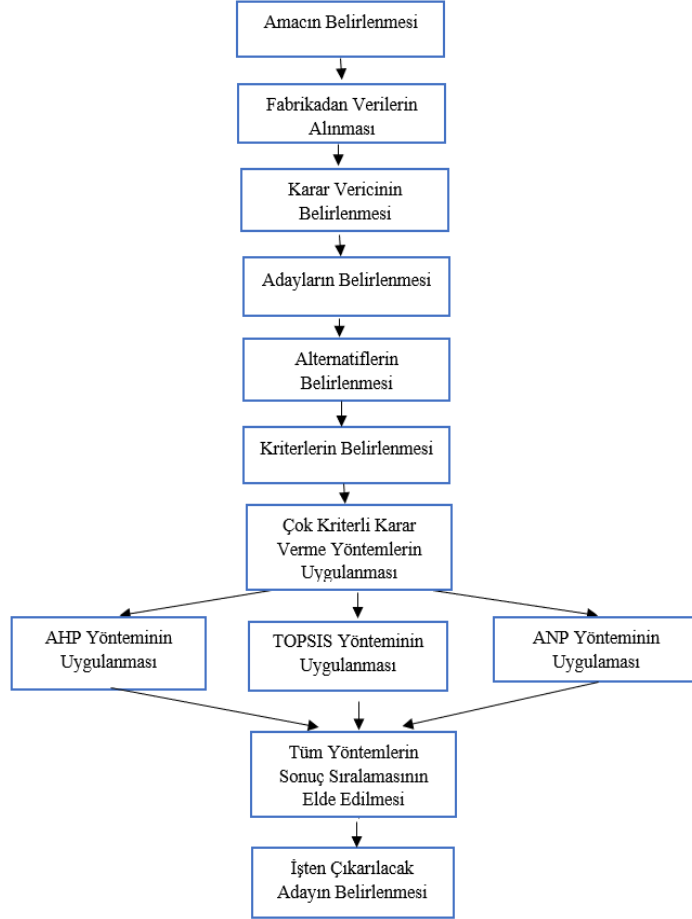 Amacın Belirlenmesi
Fabrikadan Verilerin
Alınması
Karar Vericinin
Belirlenmesi
Adayların Belirlenmesi
Alternatiflerin
Belirlenmesi
Kriterlerin Belirlenmesi
Çok Kriterli Karar
Verme Yöntemlerin
Uygulanması
AHP Yönteminin
Uygulanması
TOPSIS Yönteminin
Uygulanması
ANP Yönteminin
Uygulaması
Tüm Yöntemlerin
Sonuç Sıralamasının
Elde Edilmesi
İşten Çıkarılacak
Adayın Belirlenmesi